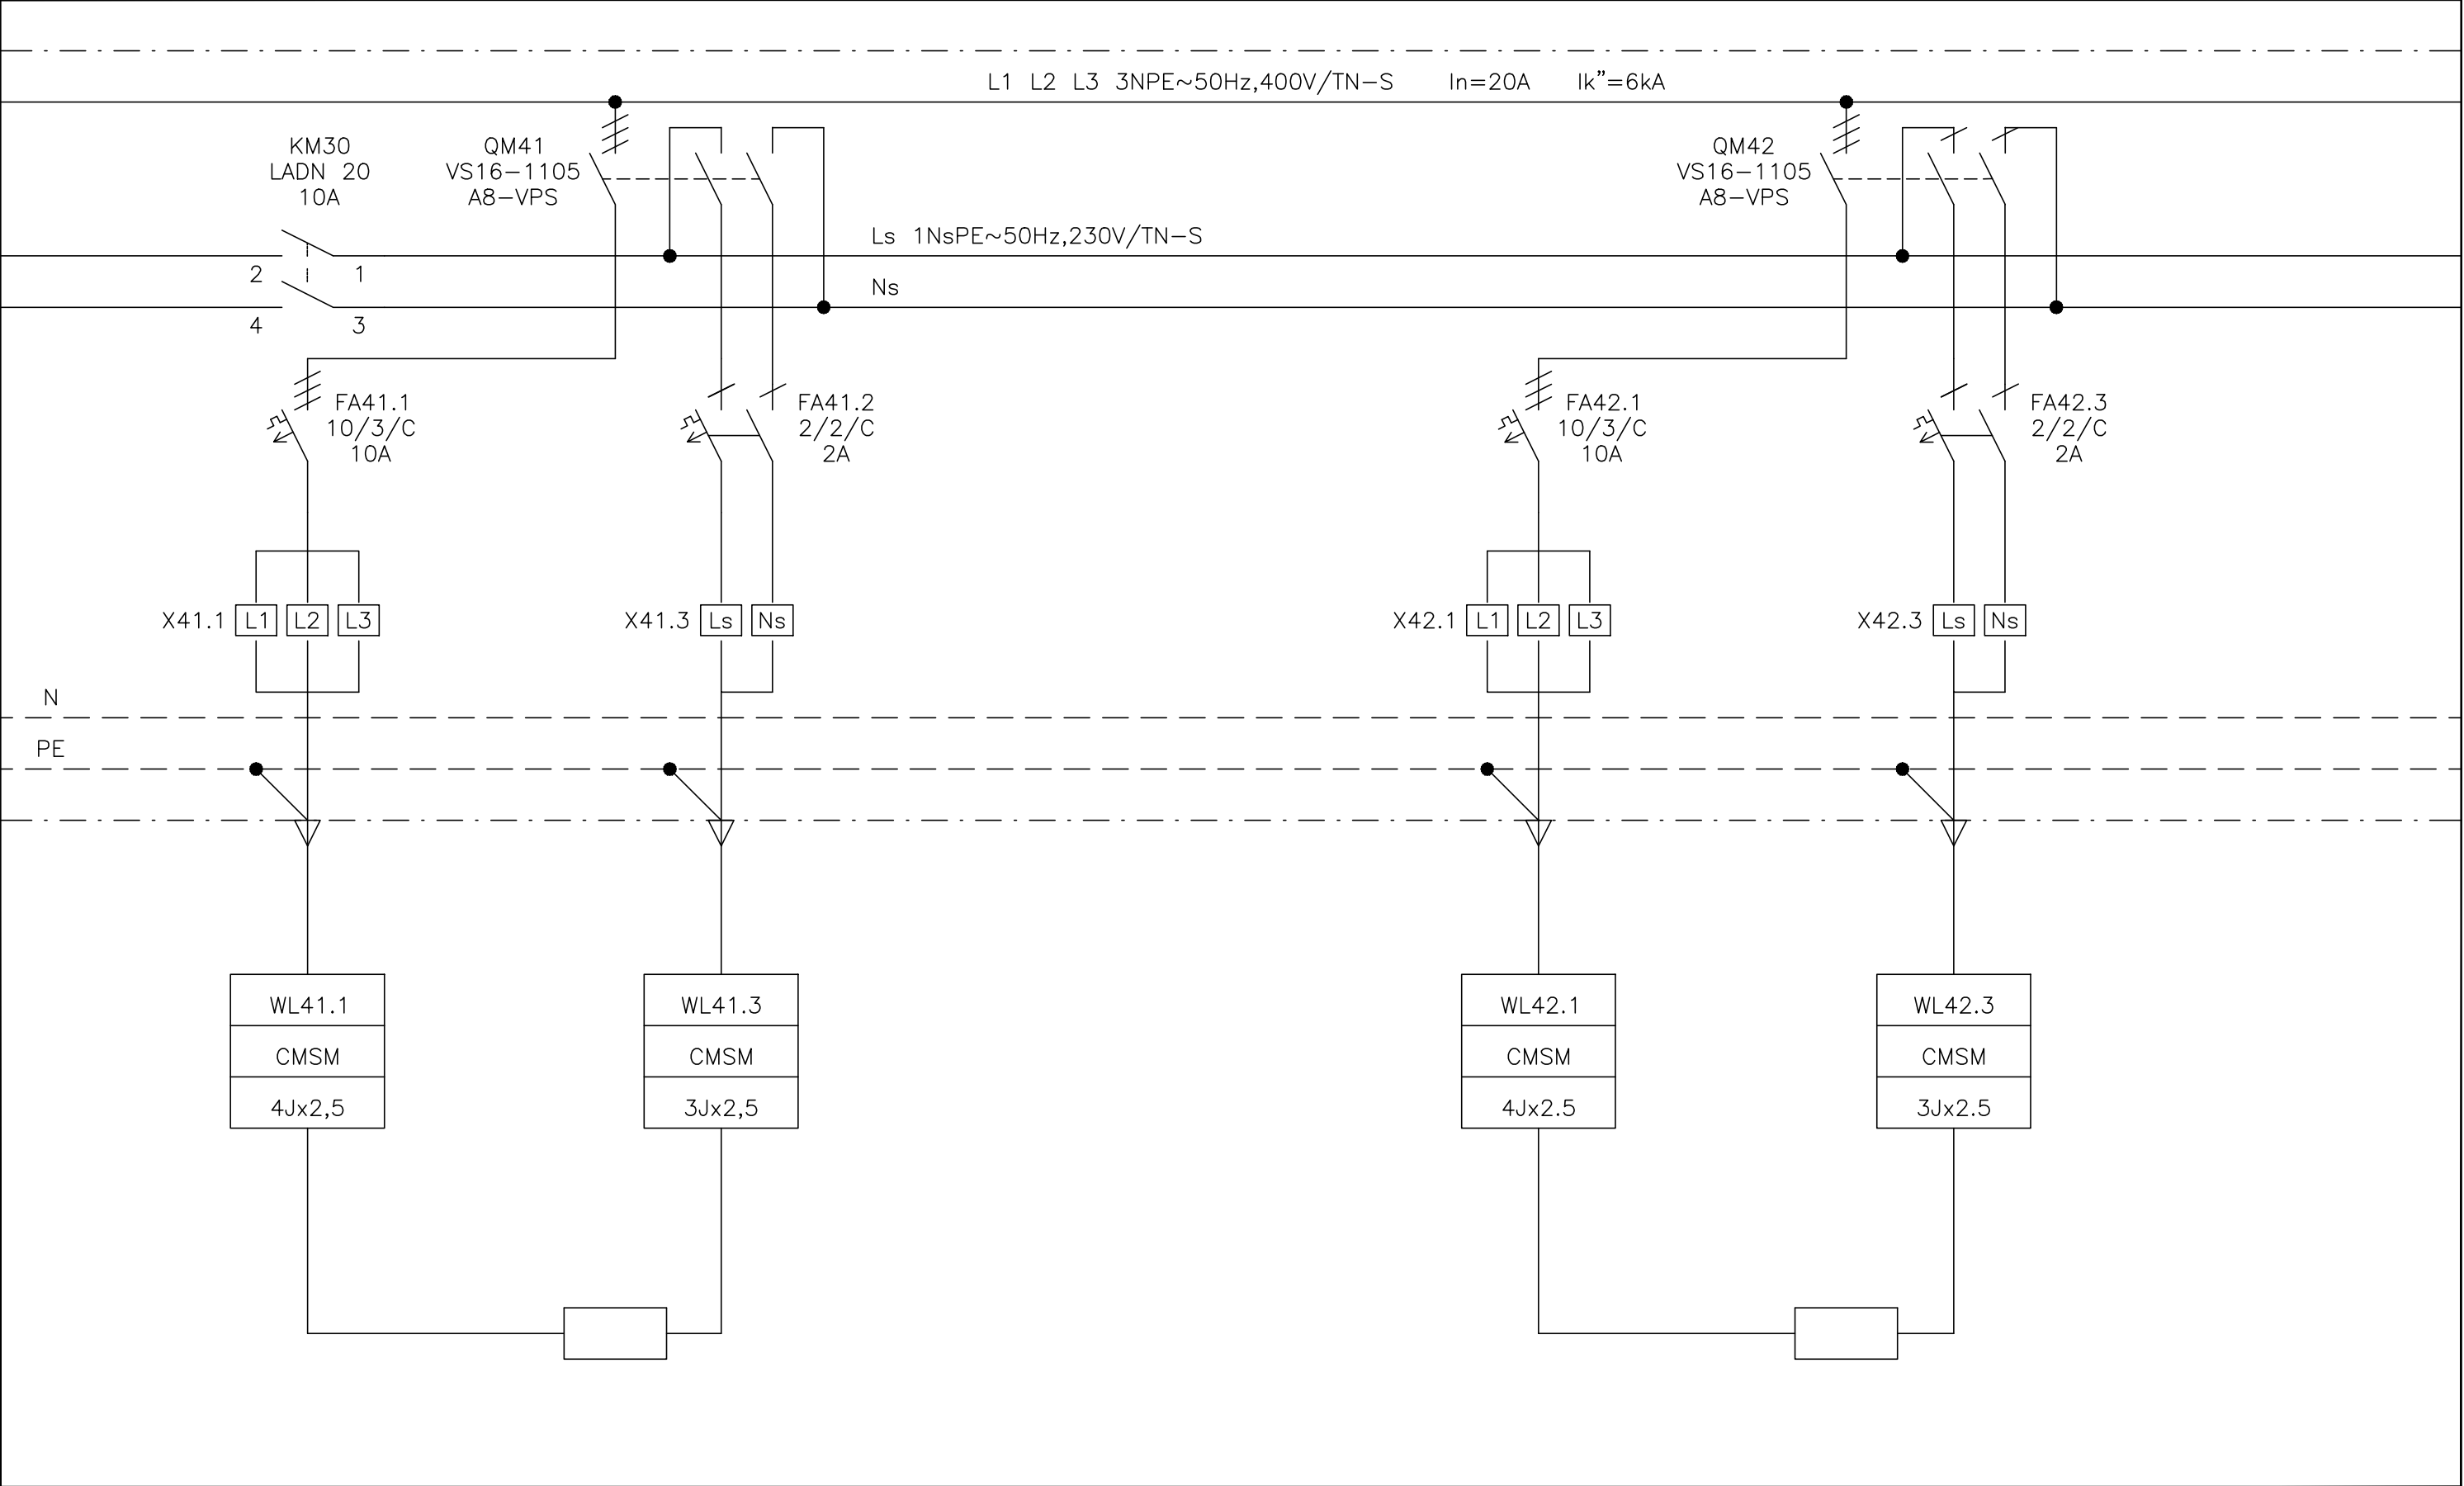 L1 L2 L3 3NPE~50Hz,400V/TN-S In=20A Ik"=6kA
KM30
LADN 20
10A
QM41
VS16-1105
A8-VPS
QM42
VS16-1105
A8-VPS
Ls 1NsPE~50Hz,230V/TN-S
2 1
Ns
4 3
FA41.1
10/3/C
10A
FA41.2
2/2/C
2A
FA42.1
10/3/C
10A
FA42.3
2/2/C
2A
X41.1 L1 L2 L3
X41.3 Ls Ns
X42.1 L1 L2 L3
X42.3 Ls Ns
N
PE
WL41.1
CMSM
4Jx2,5
WL41.3
CMSM
3Jx2,5
WL42.1
CMSM
4Jx2.5
WL42.3
CMSM
3Jx2.5